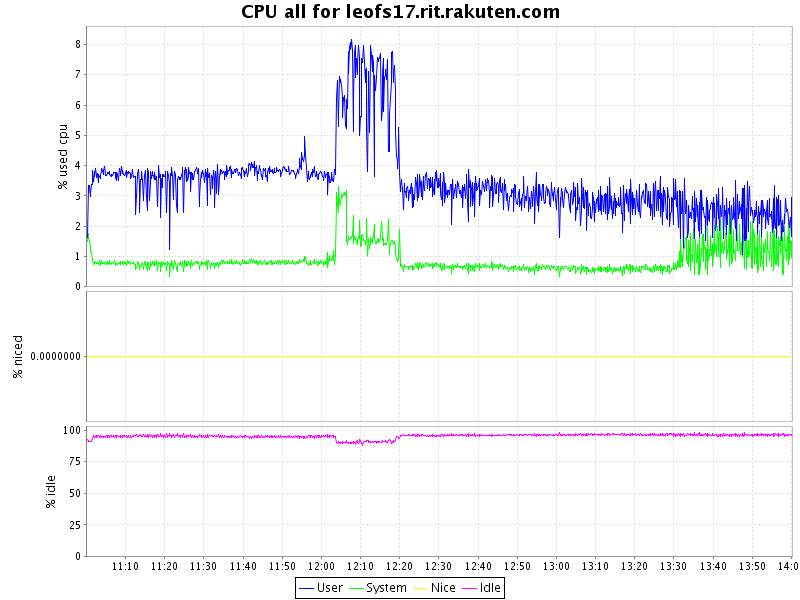 CPU all for leofs17.rit.rakuten.com
% used cpu
8
7
6
5
4
3
2
1
0
% niced
0.0000000
% idle
100
75
50
25
0
11:10 11:20 11:30 11:40 11:50 12:00 12:10 12:20 12:30 12:40 12:50 13:00 13:10 13:20 13:30 13:40 13:50 14:0
User System Nice Idle